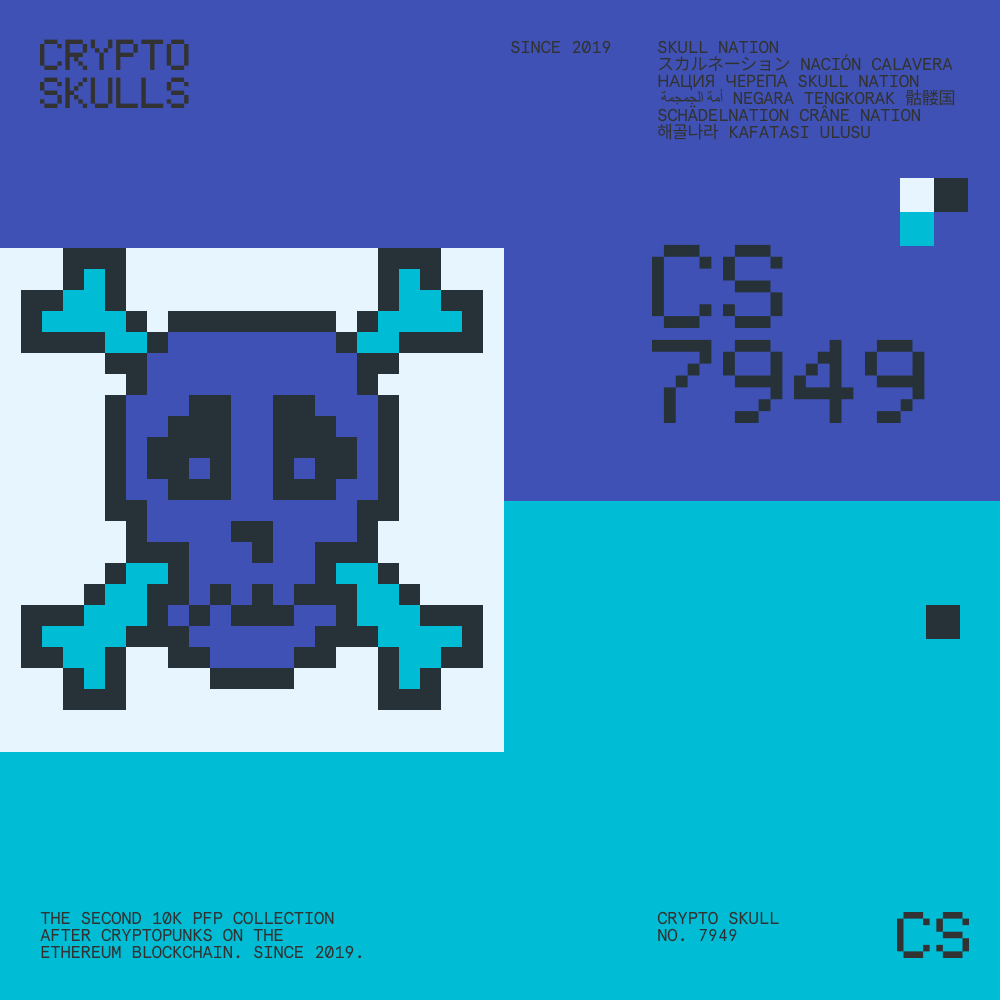 CRYPTO
SKULLS
SINCE 2019
SKULL NATION
スカルネーション NACIÓN CALAVERA
НАЦИЯ ЧЕРЕПА SKULL NATION
أمة الجمجمة NEGARA TENGKORAK 骷髅国
SCHÄDELNATION CRÂNE NATION
해골나라 KAFATASI ULUSU
CS
7949
THE SECOND 10K PFP COLLECTION
AFTER CRYPTOPUNKS ON THE
ETHEREUM BLOCKCHAIN. SINCE 2019.
CRYPTO SKULL
NO. 7949
CS